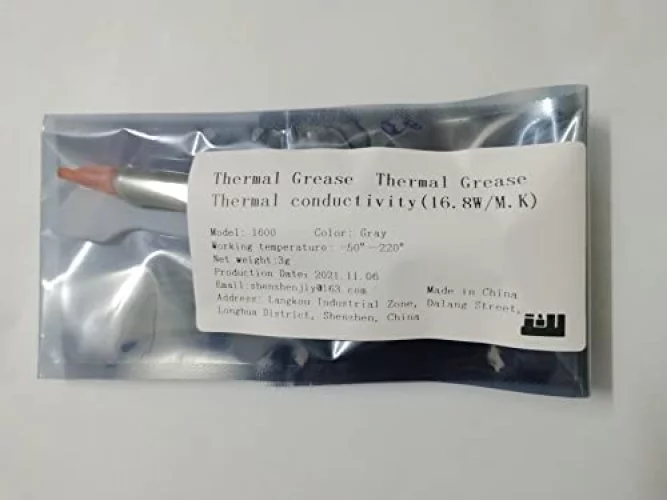 Thermal Grease Thermal Grease
Thermal conductivity(16.8W/M.K)
Model: 1600 Color: Gray
Working temperature: -50°—220°
Net weight:3g
Production Date: 2021.11.06
Email:shenshenjiy@163.com Made in China
Address: Langkou Industrial Zone, Dalang Street,
Longhua District, Shenzhen, China